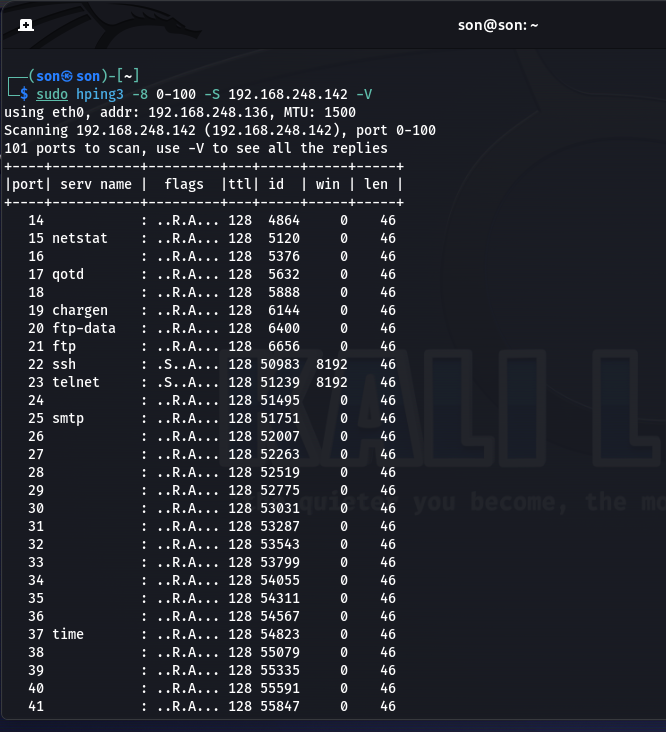 son@son: ~
┌──(son㉿son)-[~]
└─$ sudo hping3 -8 0-100 -S 192.168.248.142 -V
using eth0, addr: 192.168.248.136, MTU: 1500
Scanning 192.168.248.142 (192.168.248.142), port 0-100
101 ports to scan, use -V to see all the replies
+----+-----------+---------+---+-----+-----+-----+
|port| serv name |  flags  |ttl| id  | win | len |
+----+-----------+---------+---+-----+-----+-----+
   14            : ..R.A... 128  4864     0    46
   15 netstat    : ..R.A... 128  5120     0    46
   16            : ..R.A... 128  5376     0    46
   17 qotd       : ..R.A... 128  5632     0    46
   18            : ..R.A... 128  5888     0    46
   19 chargen    : ..R.A... 128  6144     0    46
   20 ftp-data   : ..R.A... 128  6400     0    46
   21 ftp        : ..R.A... 128  6656     0    46
   22 ssh        : .S..A... 128 50983  8192    46
   23 telnet     : .S..A... 128 51239  8192    46
   24            : ..R.A... 128 51495     0    46
   25 smtp       : ..R.A... 128 51751     0    46
   26            : ..R.A... 128 52007     0    46
   27            : ..R.A... 128 52263     0    46
   28            : ..R.A... 128 52519     0    46
   29            : ..R.A... 128 52775     0    46
   30            : ..R.A... 128 53031     0    46
   31            : ..R.A... 128 53287     0    46
   32            : ..R.A... 128 53543     0    46
   33            : ..R.A... 128 53799     0    46
   34            : ..R.A... 128 54055     0    46
   35            : ..R.A... 128 54311     0    46
   36            : ..R.A... 128 54567     0    46
   37 time       : ..R.A... 128 54823     0    46
   38            : ..R.A... 128 55079     0    46
   39            : ..R.A... 128 55335     0    46
   40            : ..R.A... 128 55591     0    46
   41            : ..R.A... 128 55847     0    46
KALI L
quieter you become, the mo